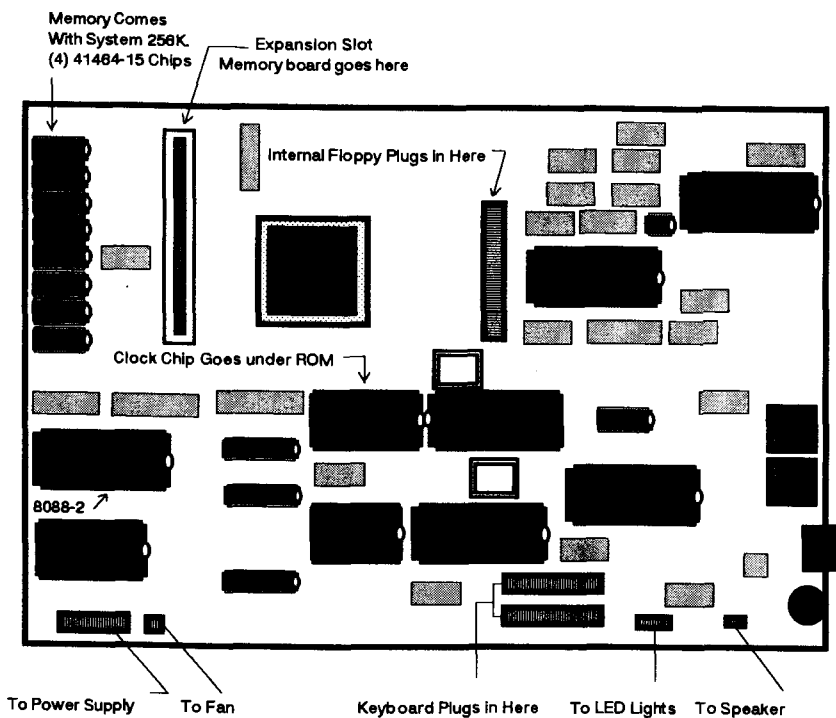 Memory Comes
With System 256K.
(4) 41464-15 Chips
Expansion Slot
Memory board goes here
Internal Floppy Plugs In Here
Clock Chip Goes under ROM
8088-2
To Power Supply
To Fan
Keyboard Plugs in Here
To LED Lights
To Speaker